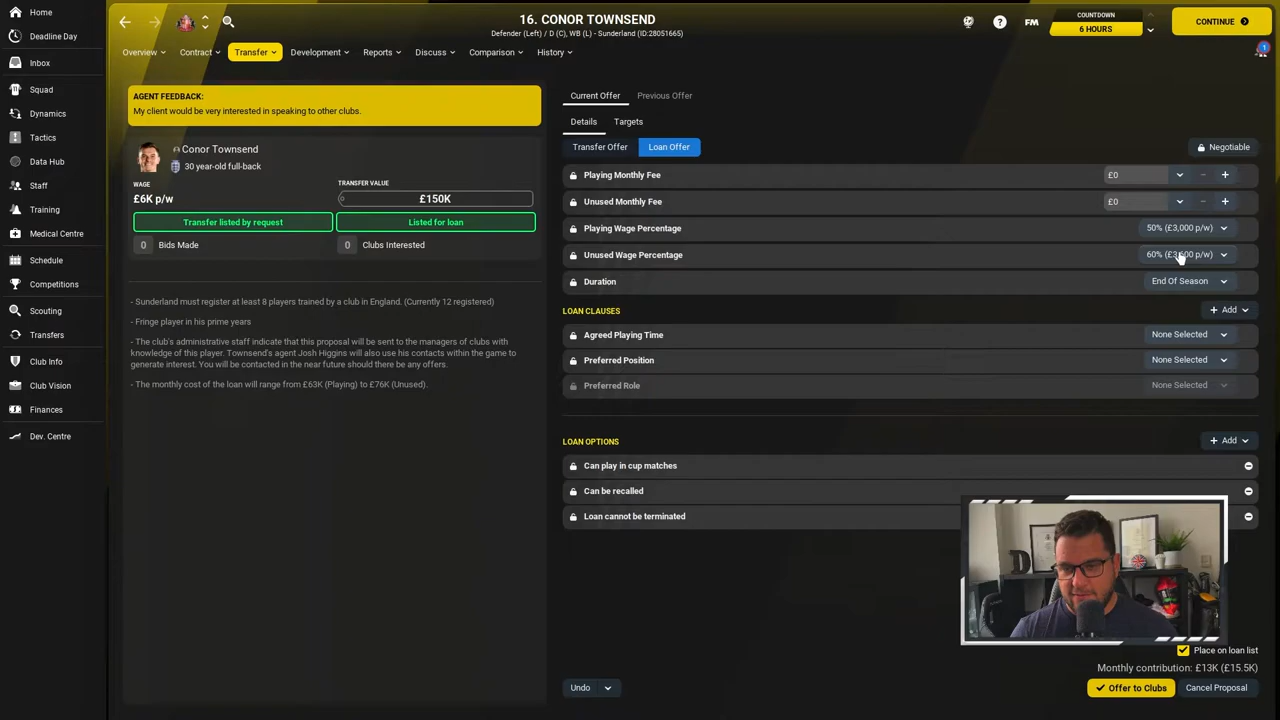 Home
Deadline Day
Inbox
Squad
Dynamics
Tactics
Data Hub
Staff
Training
Medical Centre
Schedule
Competitions
Scouting
Transfers
Club Info
Club Vision
Finances
Dev. Centre
16. CONOR TOWNSEND
Defender (Left) / D (C), WB (L) - Sunderland (ID:28051665)
FM
COUNTDOWN
6 HOURS
CONTINUE
1
Overview
Contract
Transfer
Development
Reports
Discuss
Comparison
History
AGENT FEEDBACK:
My client would be very interested in speaking to other clubs.
Conor Townsend
30 year-old full-back
WAGE
£6K p/w
TRANSFER VALUE
£150K
Transfer listed by request
Listed for loan
0 Bids Made
0 Clubs Interested
- Sunderland must register at least 8 players trained by a club in England. (Currently 12 registered)
- Fringe player in his prime years
- The club's administrative staff indicate that this proposal will be sent to the managers of clubs with
knowledge of this player. Townsend's agent Josh Higgins will also use his contacts within the game to
generate interest. You will be contacted in the near future should there be any offers.
- The monthly cost of the loan will range from £63K (Playing) to £76K (Unused).
Current Offer
Previous Offer
Details
Targets
Transfer Offer
Loan Offer
Negotiable
Playing Monthly Fee £0
Unused Monthly Fee £0
Playing Wage Percentage 50% (£3,000 p/w)
Unused Wage Percentage 60% p/w)
Duration End Of Season
LOAN CLAUSES
Add
Agreed Playing Time None Selected
Preferred Position None Selected
Preferred Role None Selected
LOAN OPTIONS
Add
Can play in cup matches
Can be recalled
Loan cannot be terminated
Place on loan list
Monthly contribution: £13K (£15.5K)
Undo
Offer to Clubs
Cancel Proposal